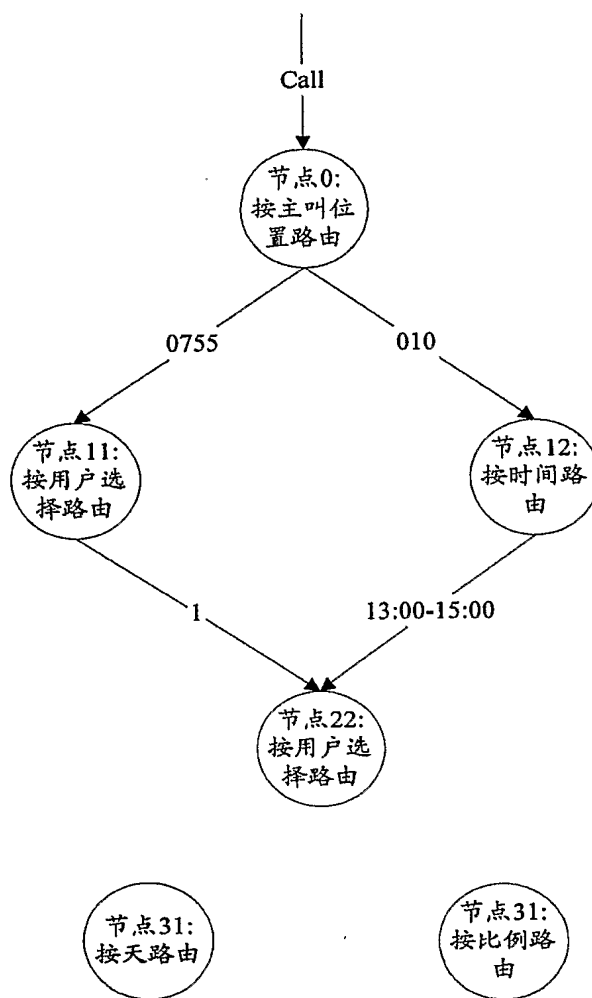 Call
节点0:
按主叫位
置路由
0755
010
节点11:
按用户选
择路由
节点12:
按时间路
由
1
13:00-15:00
节点22:
按用户选
择路由
节点31:
按天路由
节点31:
按比例路
由